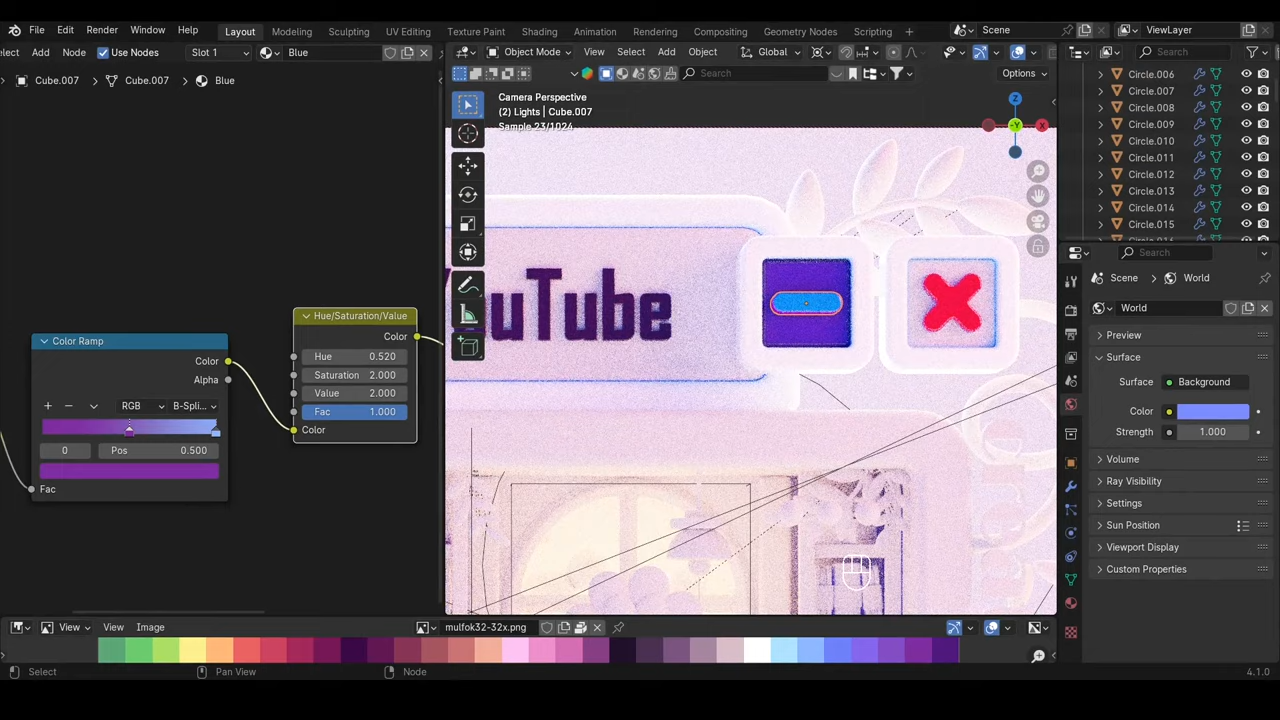 File Edit Render Window Help Layout Modeling Sculpting UV Editing Texture Paint Shading Animation Rendering Compositing Geometry Nodes Scripting Scene ViewLayer
elect Add Node Use Nodes Slot 1 Blue Object Mode View Select Add Object Global Search
Cube.007 Cube.007 Blue Search Options
Camera Perspective
(2) Lights | Cube.007
Sample 23/1024
Z
-Y
X
Circle.006
Circle.007
Circle.008
Circle.009
Circle.010
Circle.011
Circle.012
Circle.013
Circle.014
Circle.015
ouTube
Color Ramp
Color
Alpha
RGB B-Spli...
0 Pos 0.500
Fac
Hue/Saturation/Value
Color
Hue 0.520
Saturation 2.000
Value 2.000
Fac 1.000
Color
Search
Scene World
World
Preview
Surface
Surface Background
Color
Strength 1.000
Volume
Ray Visibility
Settings
Sun Position
Viewport Display
Custom Properties
View View Image mulfok32-32x.png
Select Pan View Node 4.1.0